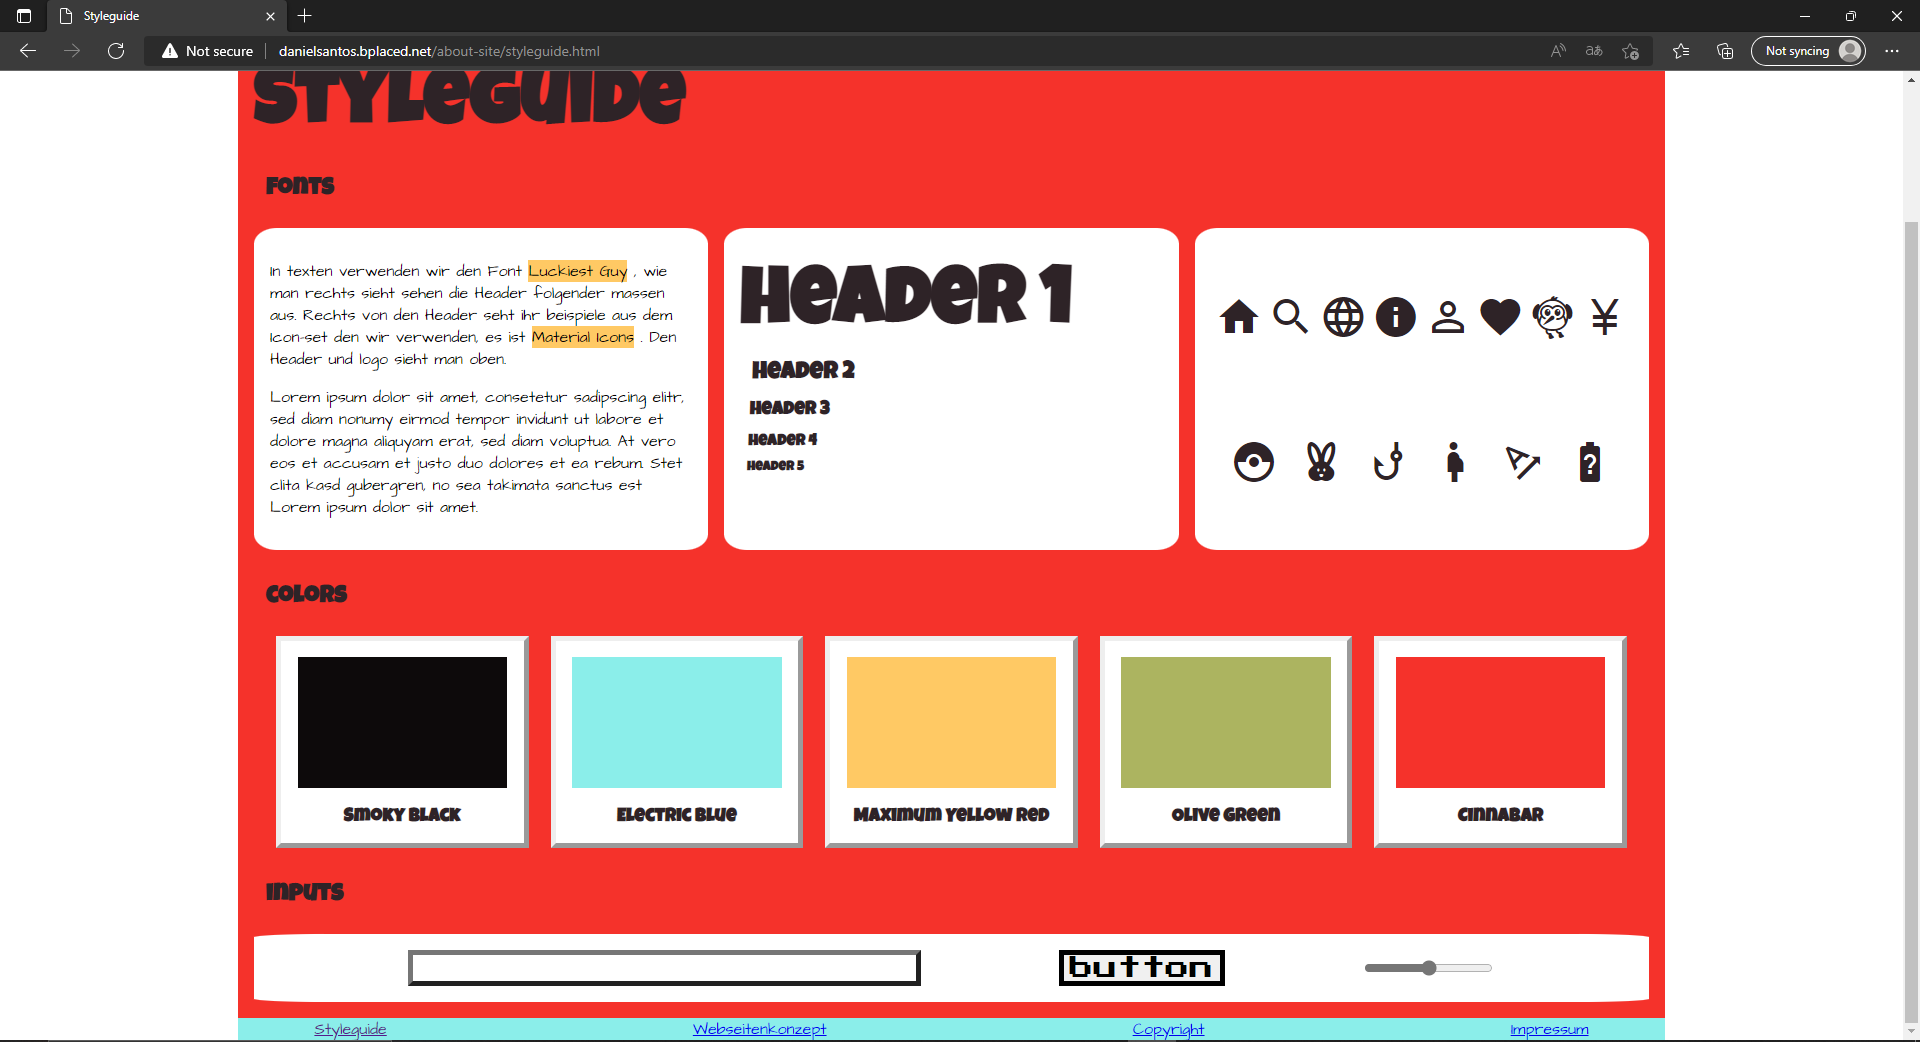 Styleguide
Not secure
danielsantos.bplaced.net/about-site/styleguide.html
Not syncing
STYLEGUIDE
FONTS
In texten verwenden wir den Font Luckiest Guy , wie
man rechts sieht sehen die Header folgender massen
aus. Rechts von den Header seht ihr beispiele aus dem
Icon-set den wir verwenden, es ist Material Icons . Den
Header und logo sieht man oben.
Lorem ipsum dolor sit amet, consetetur sadipscing elitr,
sed diam nonumy eirmod tempor invidunt ut labore et
dolore magna aliquyam erat, sed diam voluptua. At vero
eos et accusam et justo duo dolores et ea rebum. Stet
clita kasd gubergren, no sea takimata sanctus est
Lorem ipsum dolor sit amet.
Header 1
Header 2
Header 3
Header 4
Header 5
Colors
Smoky Black
Electric Blue
Maximum Yellow Red
Olive Green
Cinnabar
Inputs
button
Styleguide
Webseitenkonzept
Copyright
Impressum